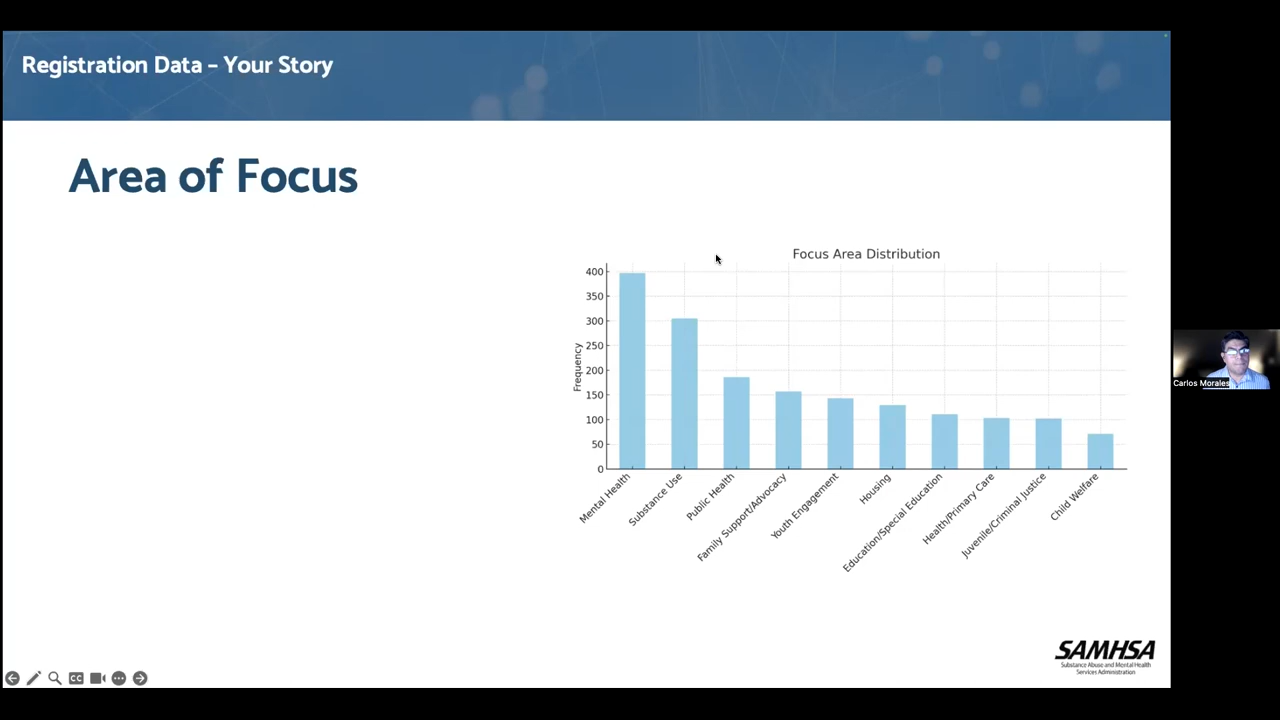 Registration Data – Your Story
Area of Focus
Focus Area Distribution
Frequency
400
350
300
250
200
150
100
50
0
Mental Health
Substance Use
Public Health
Family Support/Advocacy
Youth Engagement
Housing
Education/Special Education
Health/Primary Care
Juvenile/Criminal Justice
Child Welfare
Carlos Morales
SAMHSA
Substance Abuse and Mental Health
Services Administration
CC